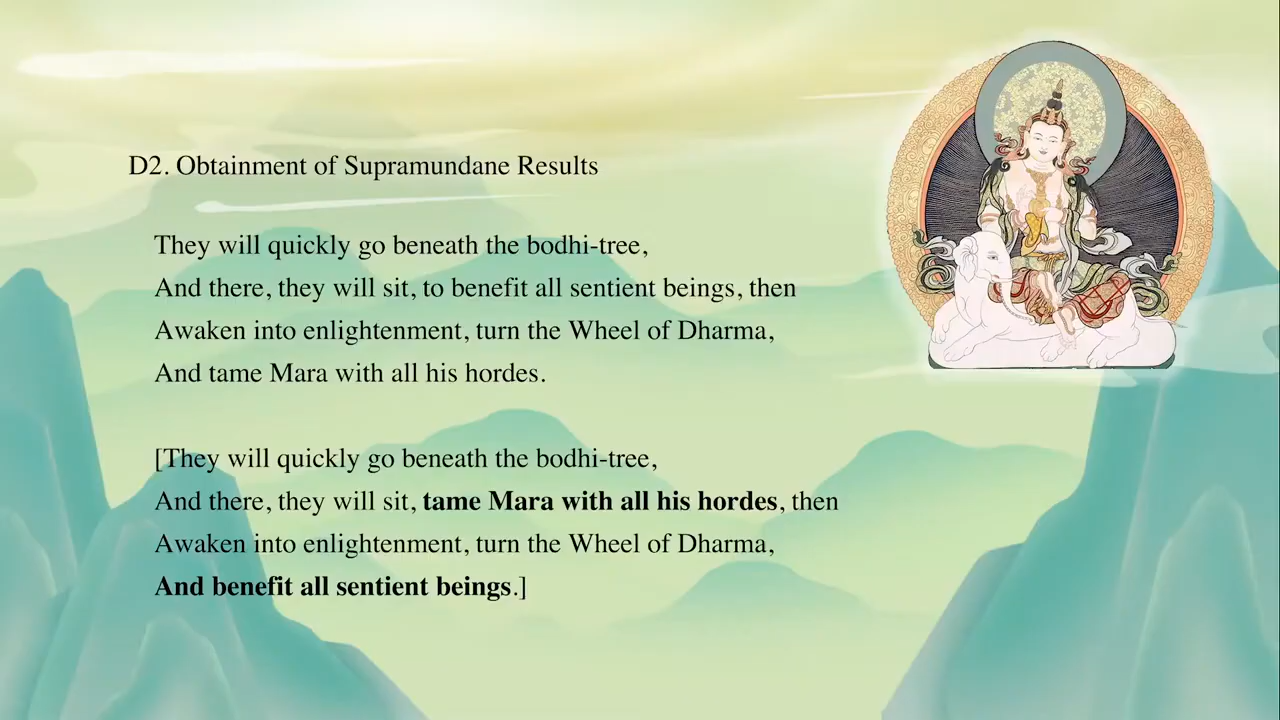 D2. Obtainment of Supramundane Results
They will quickly go beneath the bodhi-tree,
And there, they will sit, to benefit all sentient beings, then
Awaken into enlightenment, turn the Wheel of Dharma,
And tame Mara with all his hordes.
[They will quickly go beneath the bodhi-tree,
And there, they will sit, tame Mara with all his hordes, then
Awaken into enlightenment, turn the Wheel of Dharma,
And benefit all sentient beings.]